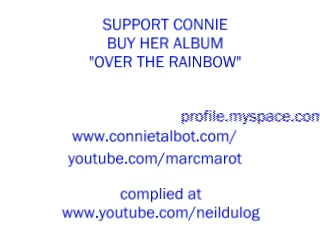 SUPPORT CONNIE
BUY HER ALBUM
"OVER THE RAINBOW"
profile.myspace.com
www.connietalbot.com/
youtube.com/marcmarot
complied at
www.youtube.com/neildulog